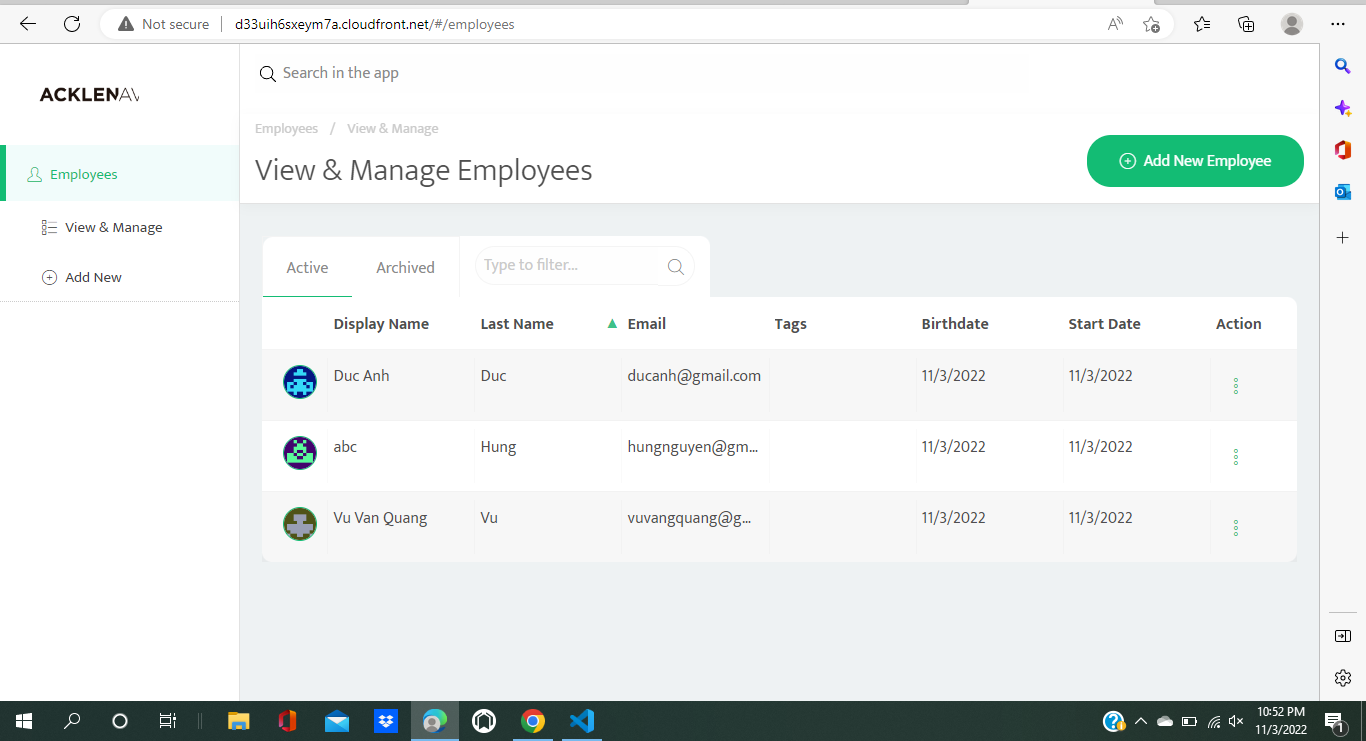 Not secure
d33uih6sxeym7a.cloudfront.net/#/employees
ACKLENAV
Search in the app
Employees / View & Manage
View & Manage Employees
Add New Employee
Employees
View & Manage
Add New
Active Archived Type to filter...
Display Name Last Name Email Tags Birthdate Start Date Action
Duc Anh Duc ducanh@gmail.com 11/3/2022 11/3/2022
abc Hung hungnguyen@gm... 11/3/2022 11/3/2022
Vu Van Quang Vu vuvangquang@g... 11/3/2022 11/3/2022
10:52 PM
11/3/2022
1